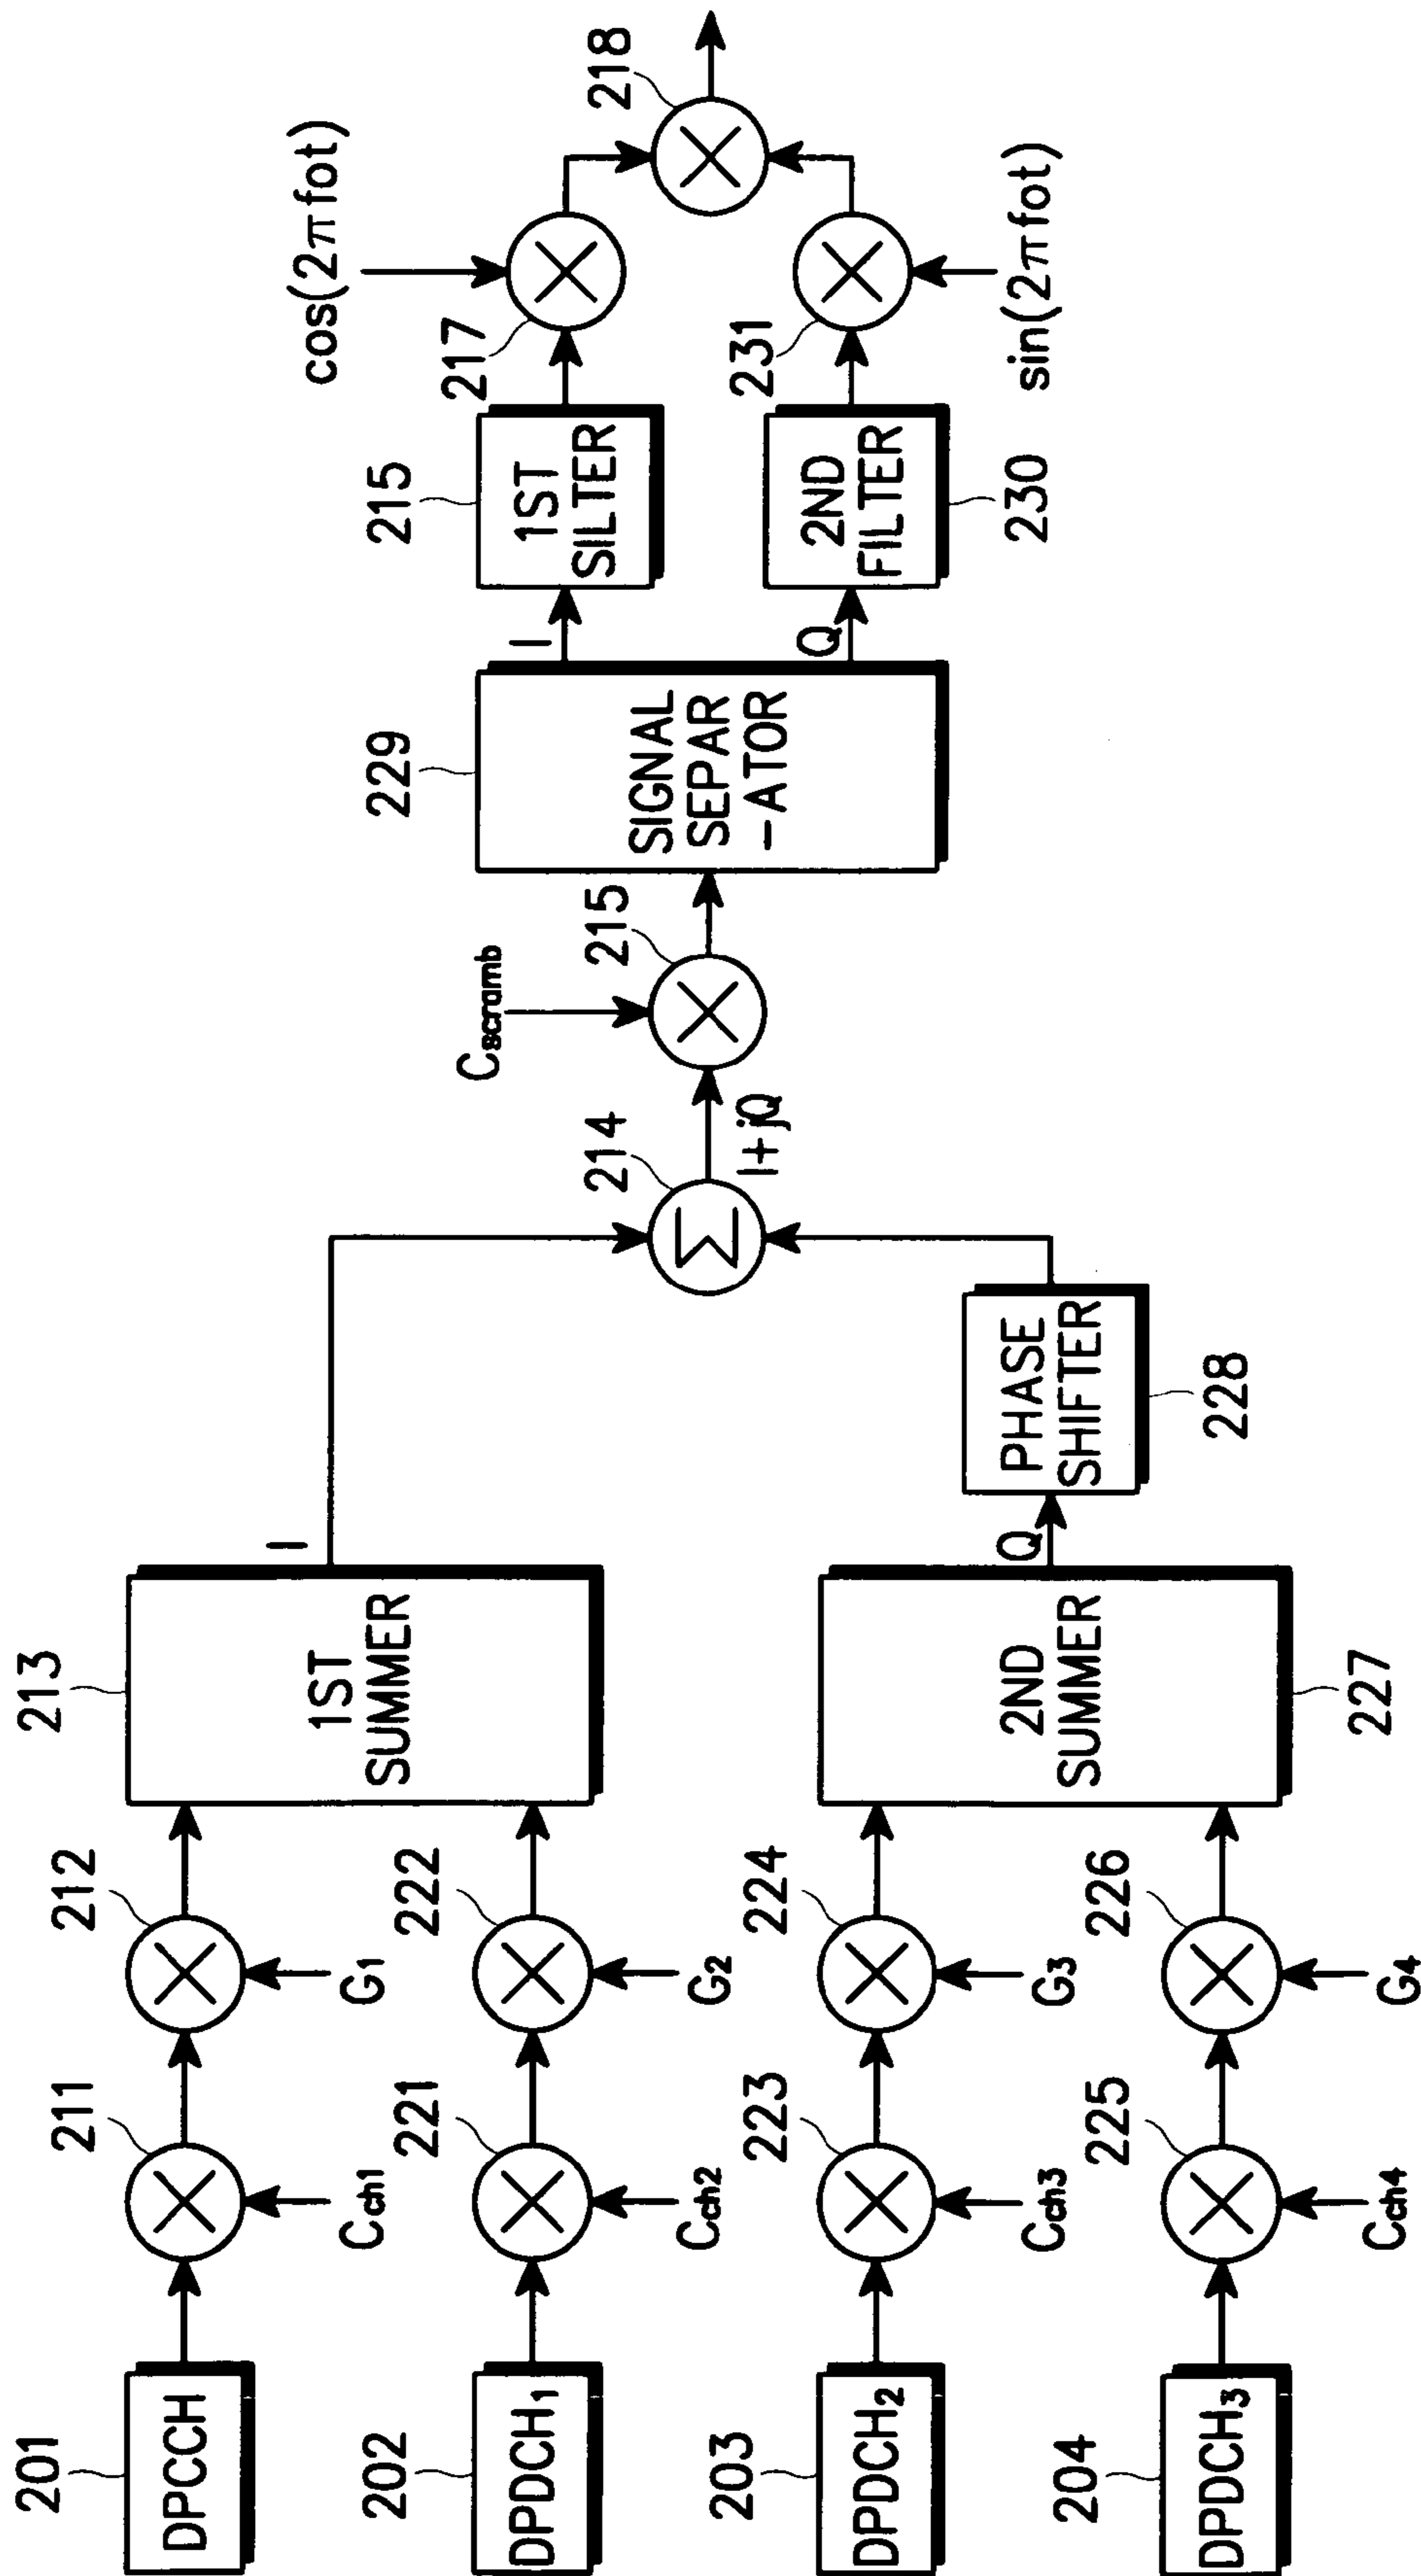 201
DPCCH
211
Cch1
212
G1
213
1ST
SUMMER
I
202
DPDCH1
221
Cch2
222
G2
203
DPDCH2
223
Cch3
224
G3
227
2ND
SUMMER
Q
204
DPDCH3
225
Cch4
226
G4
228
PHASE
SHIFTER
214
I+jQ
Cscramb
215
229
SIGNAL
SEPAR
-ATOR
I
Q
215
1ST
SILTER
230
2ND
FILTER
217
cos(2πfot)
231
sin(2πfot)
218